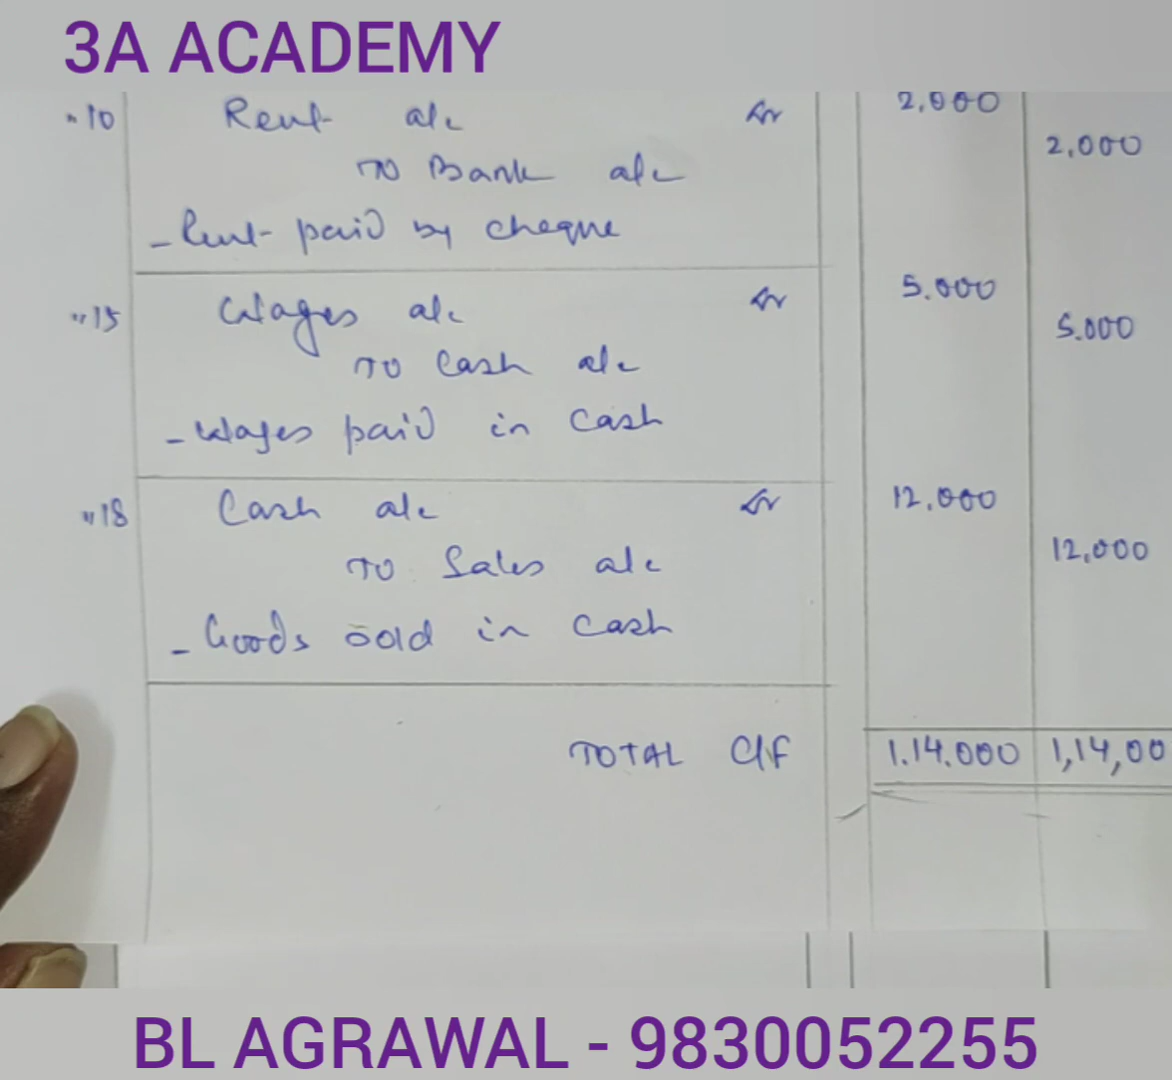 3A ACADEMY
"10 Rent a/c Dr 2,000
To Bank a/c 2,000
- Rent paid by cheque
"15 Wages a/c Dr 5.000
To Cash a/c 5.000
- Wages paid in cash
"18 Cash a/c Dr 12,000
To Sales a/c 12,000
- Goods sold in cash
TOTAL C/F 1.14.000 1,14,00
BL AGRAWAL - 9830052255